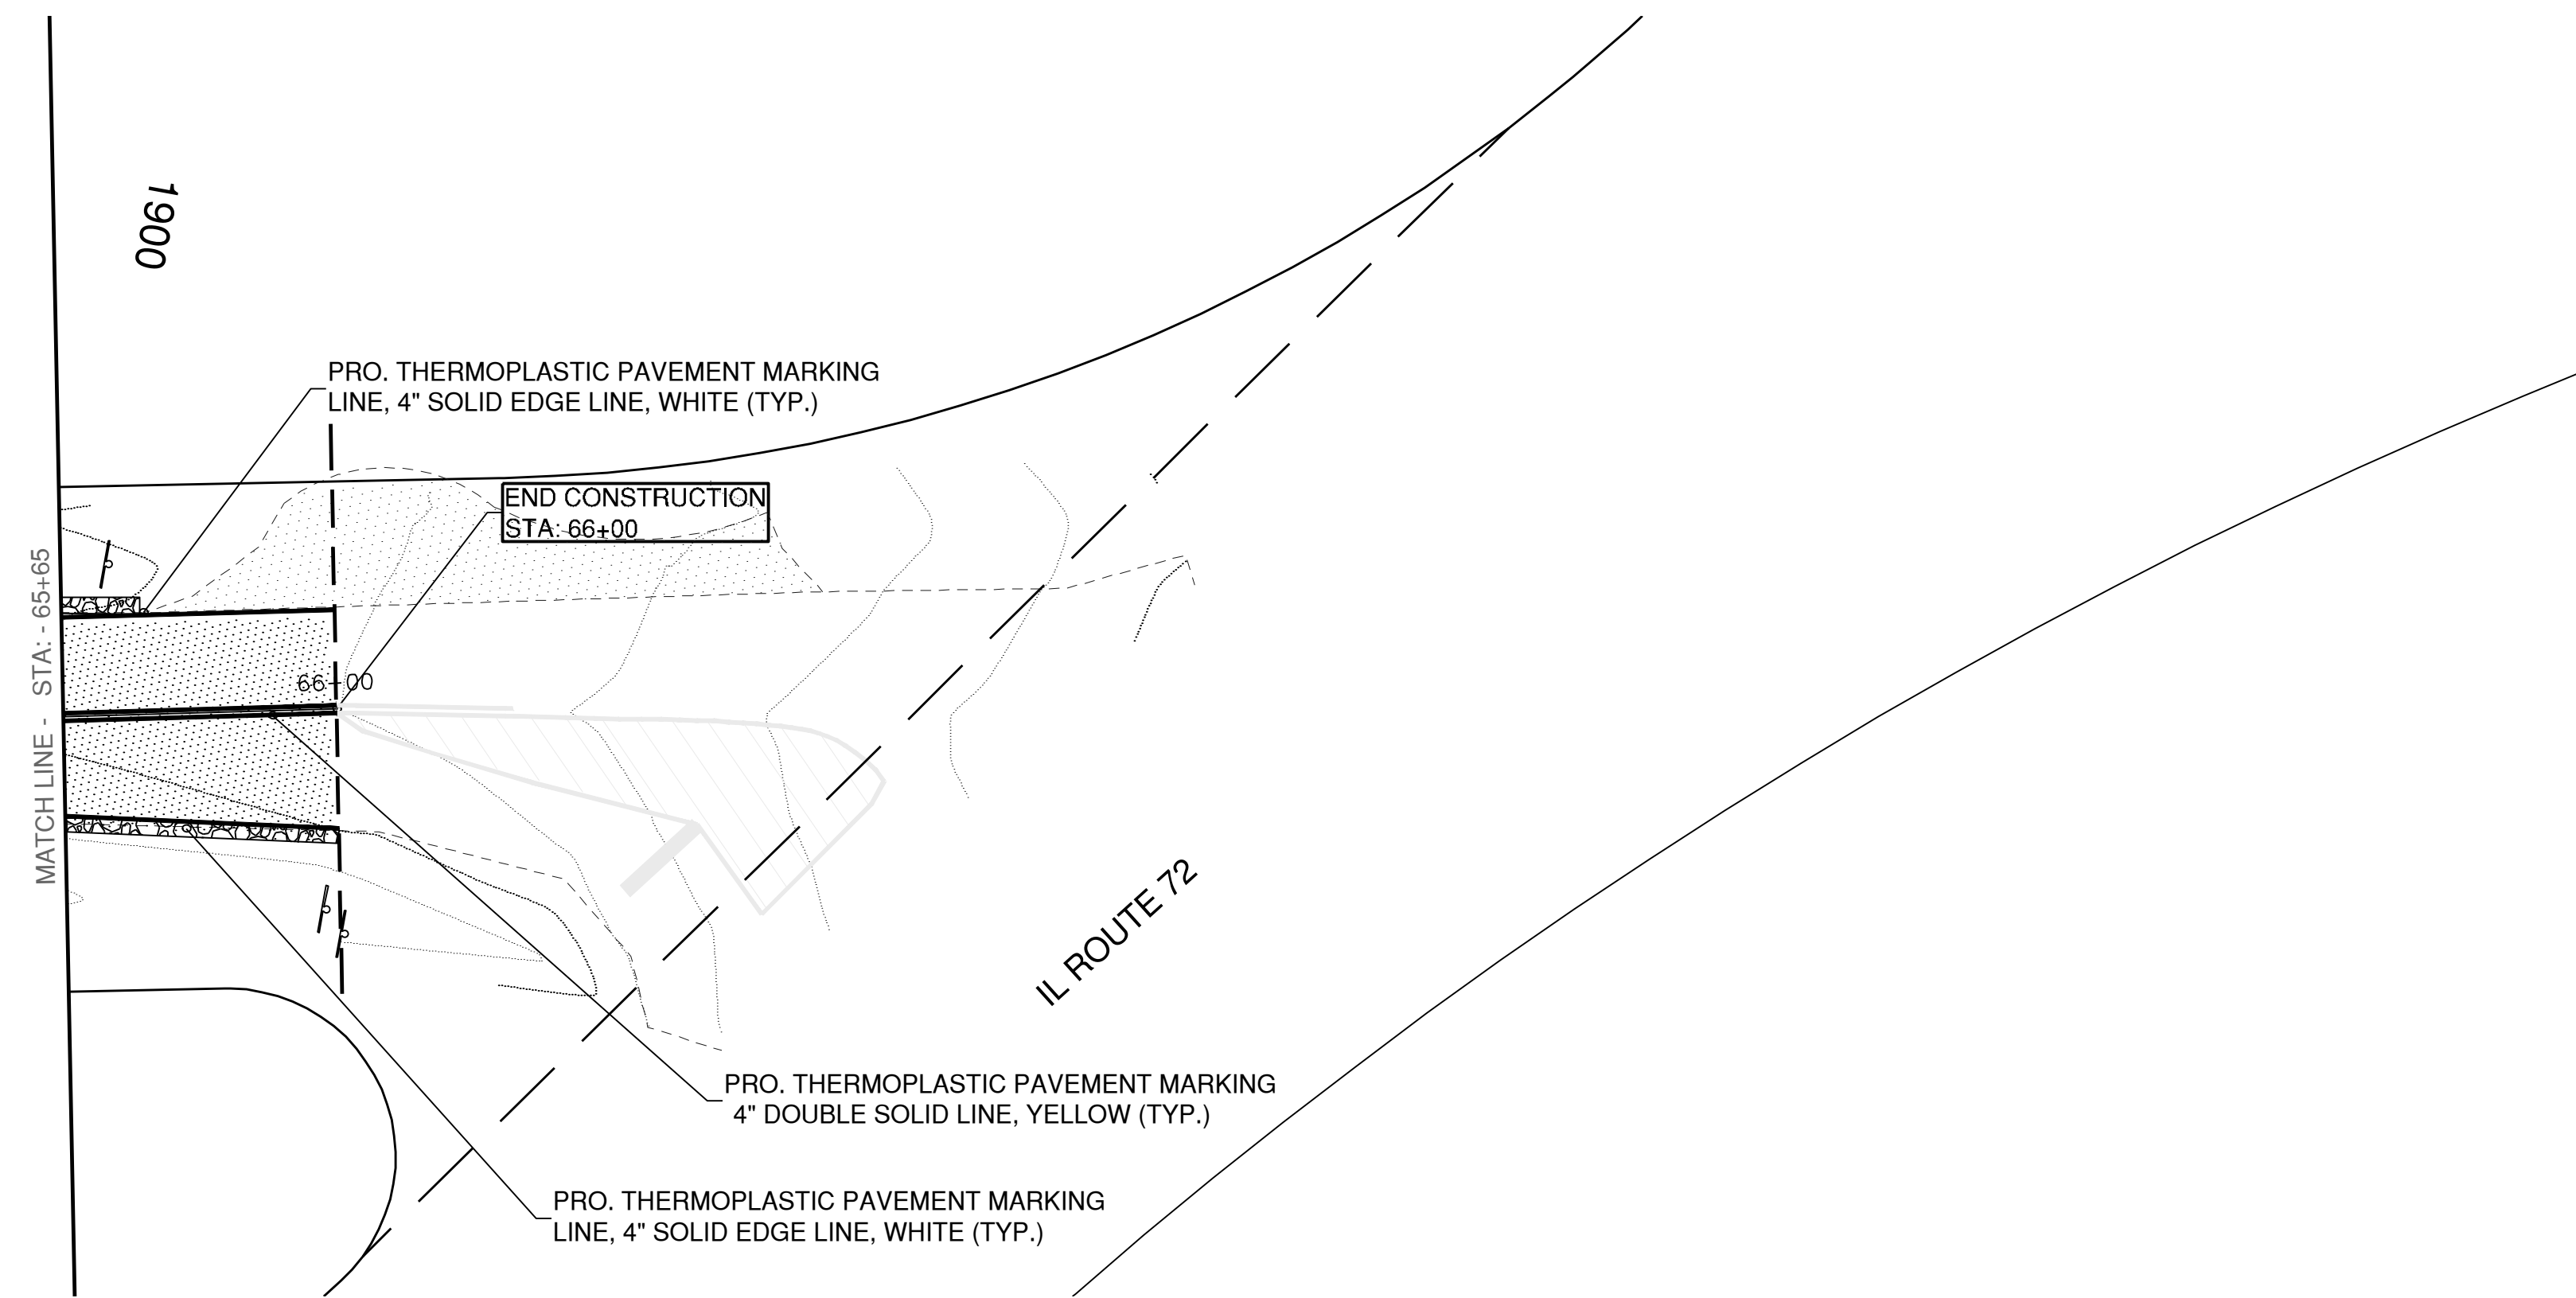 1900
PRO. THERMOPLASTIC PAVEMENT MARKING
LINE, 4" SOLID EDGE LINE, WHITE (TYP.)
END CONSTRUCTION
STA: 66+00
MATCH LINE - STA: - 65+65
66+00
IL ROUTE 72
PRO. THERMOPLASTIC PAVEMENT MARKING
4" DOUBLE SOLID LINE, YELLOW (TYP.)
PRO. THERMOPLASTIC PAVEMENT MARKING
LINE, 4" SOLID EDGE LINE, WHITE (TYP.)